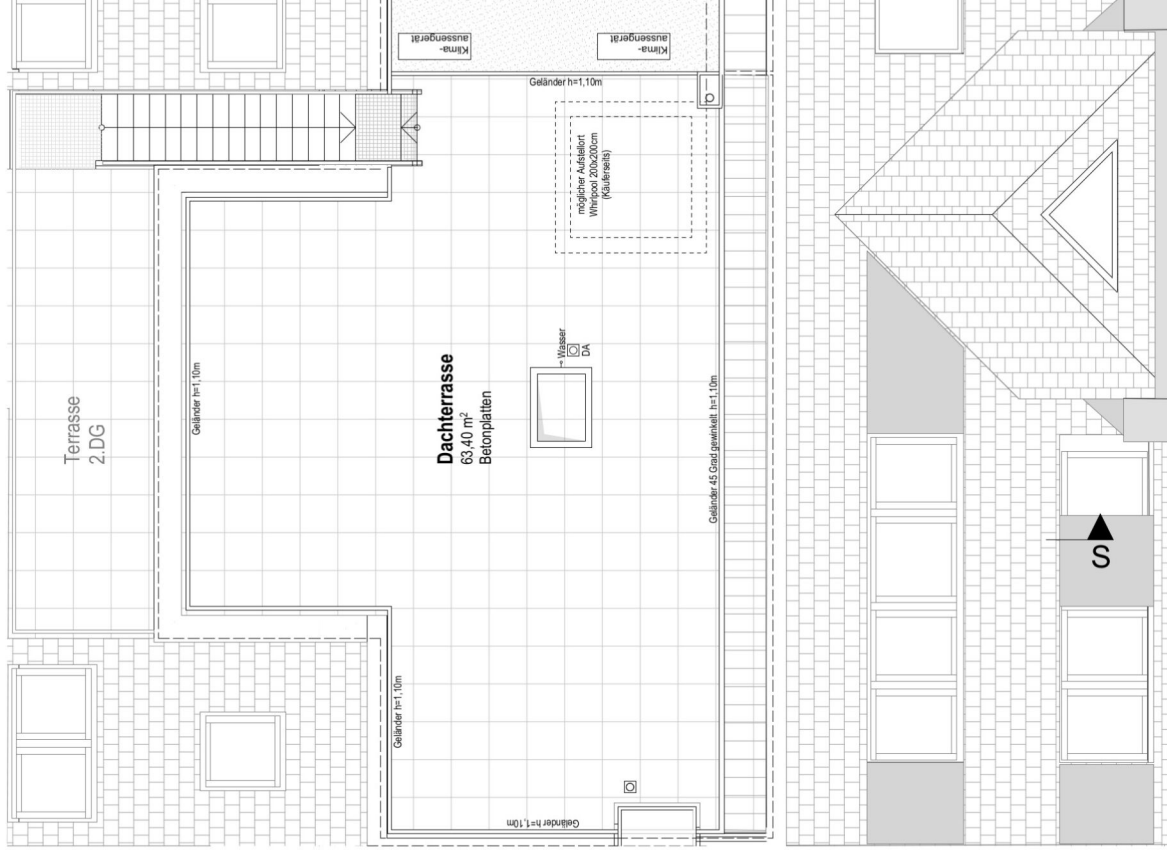 Klima-
aussengerät
Klima-
aussengerät
Geländer h=1,10m
möglicher Aufstellort
Whirlpool 200x200cm
(Käuferseits)
Terrasse
2.DG
Geländer h=1,10m
Dachterrasse
63,40 m²
Betonplatten
Wasser
DA
Geländer 45 Grad gewinkelt h=1,10m
Geländer h=1,10m
Geländer h=1,10m
S